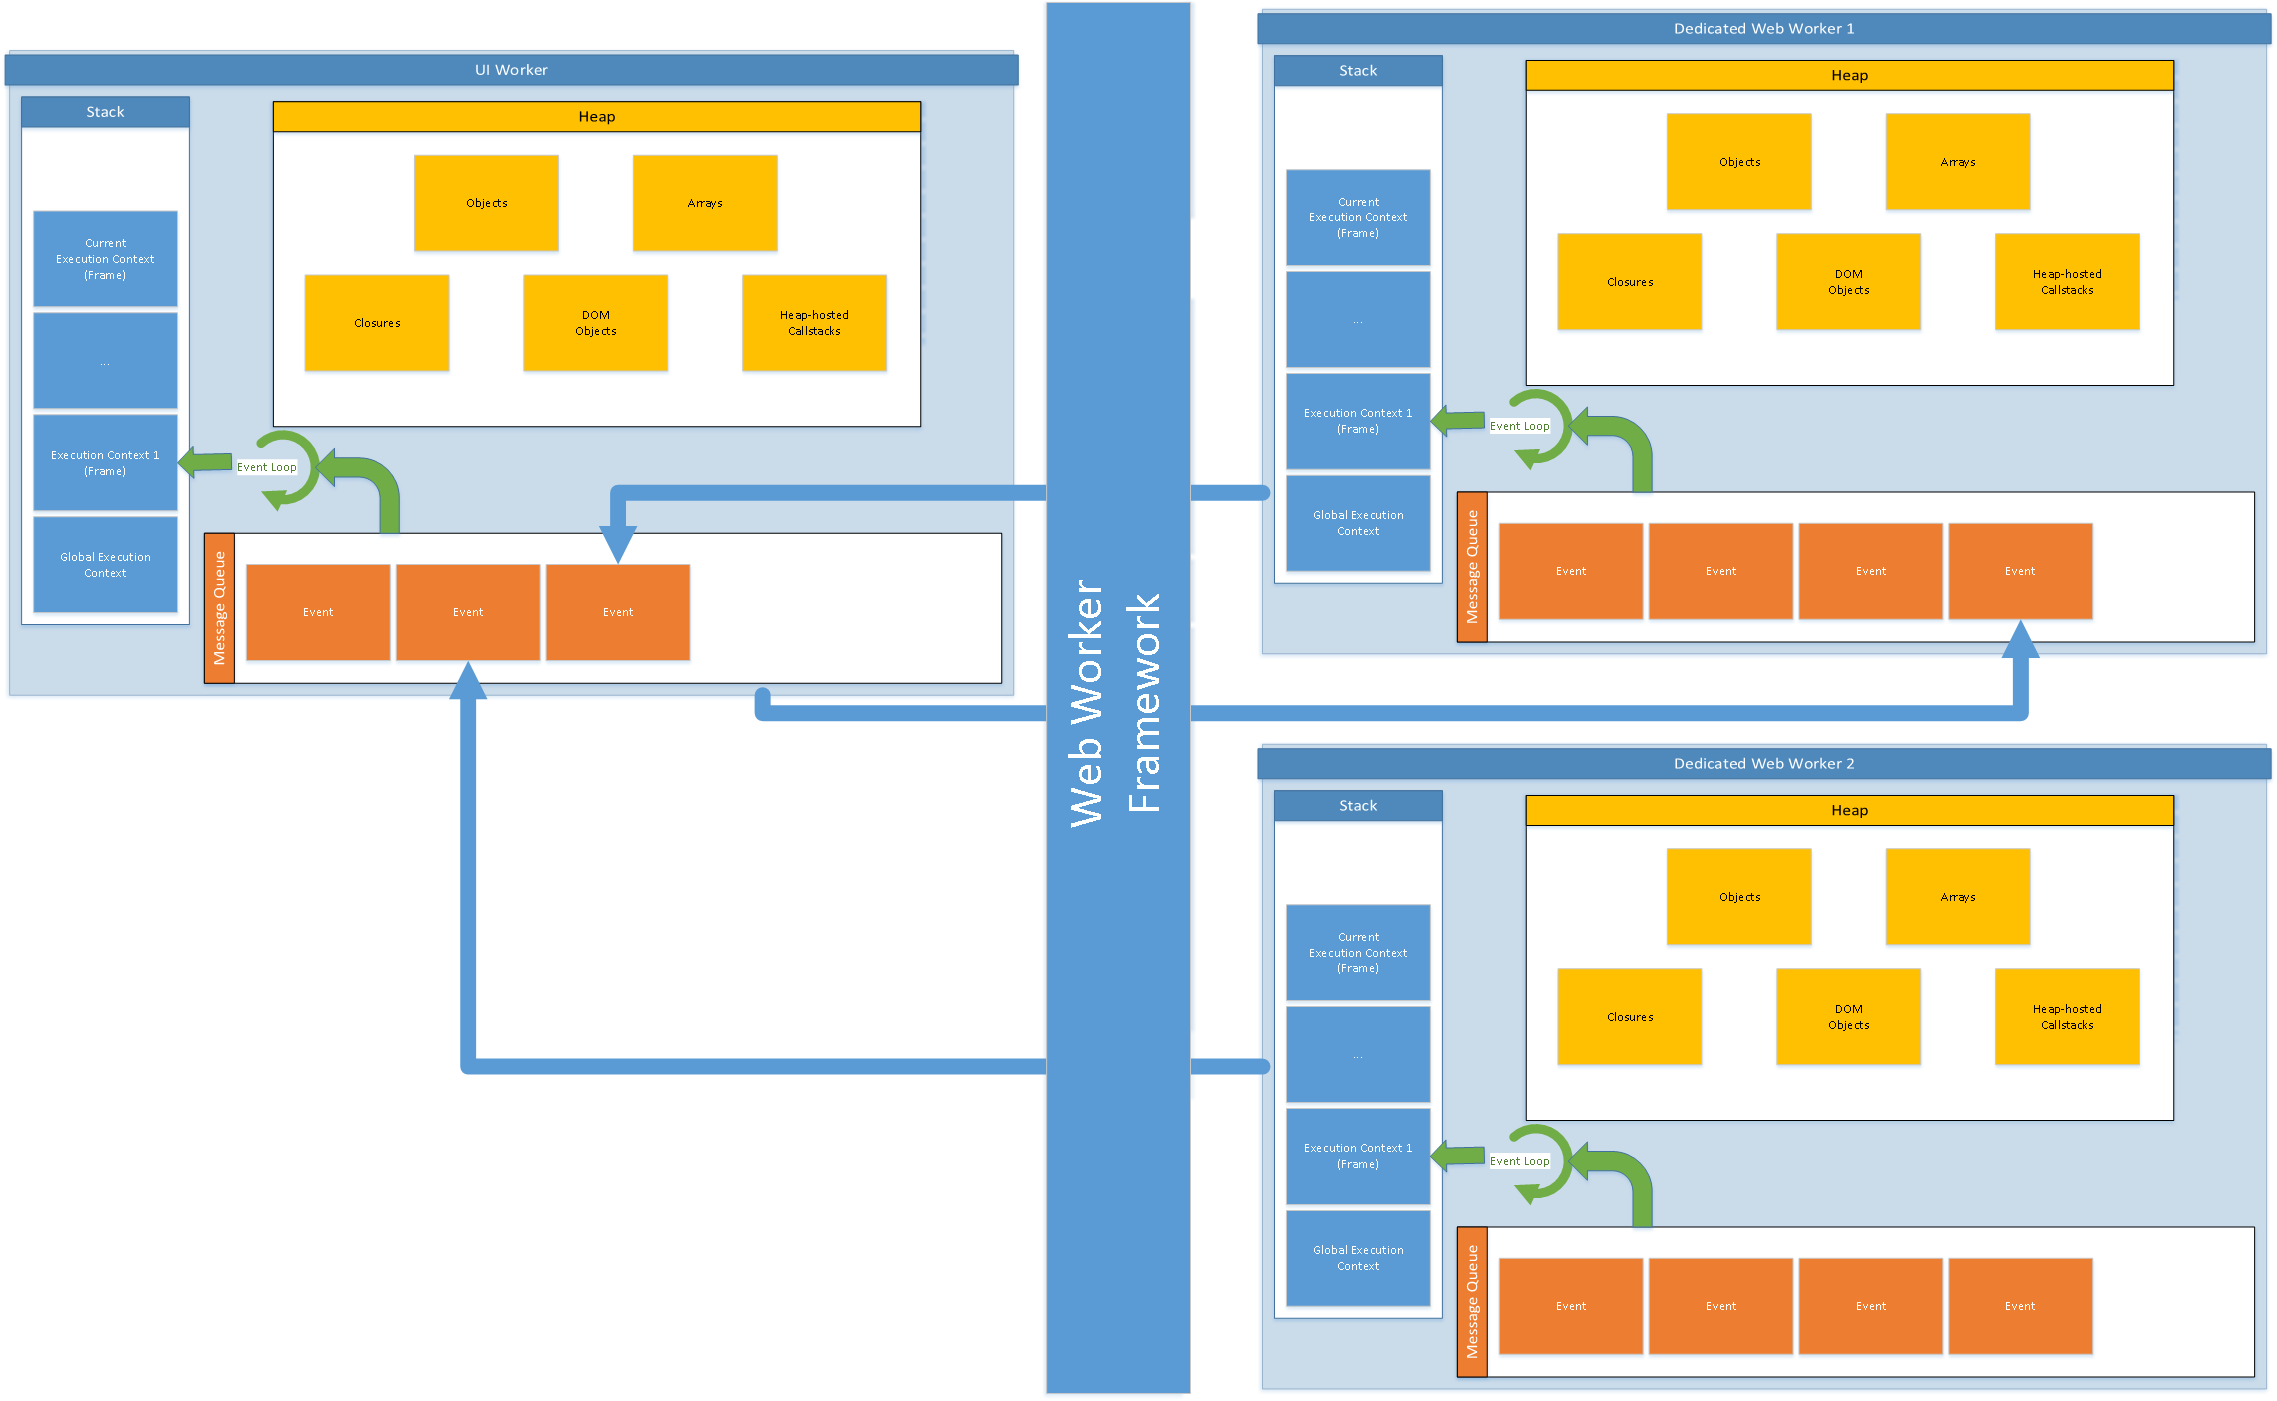 UI Worker
Stack
Current
Execution Context
(Frame)
...
Execution Context 1
(Frame)
Global Execution
Context
Heap
Objects
Arrays
Closures
DOM
Objects
Heap-hosted
Callstacks
Event Loop
Message Queue
Event
Event
Event
Web Worker
Framework
Dedicated Web Worker 1
Stack
Current
Execution Context
(Frame)
...
Execution Context 1
(Frame)
Global Execution
Context
Heap
Objects
Arrays
Closures
DOM
Objects
Heap-hosted
Callstacks
Event Loop
Message Queue
Event
Event
Event
Event
Dedicated Web Worker 2
Stack
Current
Execution Context
(Frame)
...
Execution Context 1
(Frame)
Global Execution
Context
Heap
Objects
Arrays
Closures
DOM
Objects
Heap-hosted
Callstacks
Event Loop
Message Queue
Event
Event
Event
Event